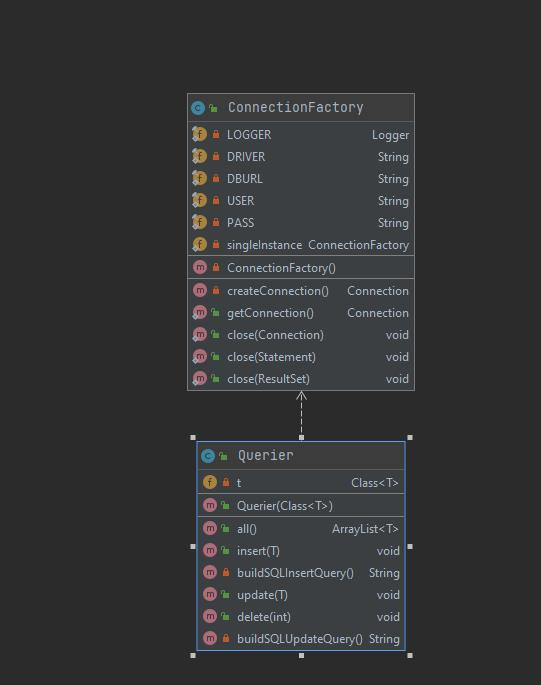 ConnectionFactory
LOGGER Logger
DRIVER String
DBURL String
USER String
PASS String
singleInstance ConnectionFactory
ConnectionFactory()
createConnection() Connection
getConnection() Connection
close(Connection) void
close(Statement) void
close(ResultSet) void
Querier
t Class<T>
Querier(Class<T>)
all() ArrayList<T>
insert(T) void
buildSQLInsertQuery() String
update(T) void
delete(int) void
buildSQLUpdateQuery() String